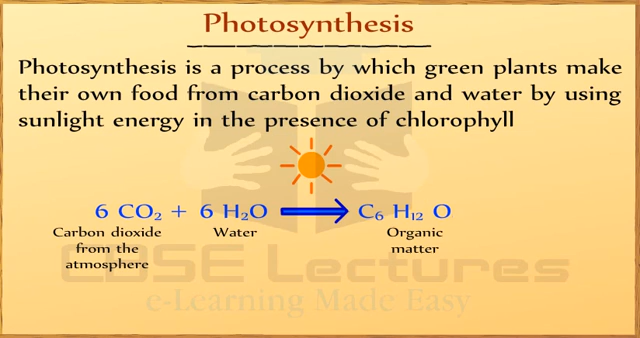 Photosynthesis
Photosynthesis is a process by which green plants make
their own food from carbon dioxide and water by using
sunlight energy in the presence of chlorophyll
6 CO₂ + 6 H₂O C₆ H₁₂ O
Carbon dioxide from the atmosphere
Water
Organic matter
CBSE Lectures
e-Learning Made Easy